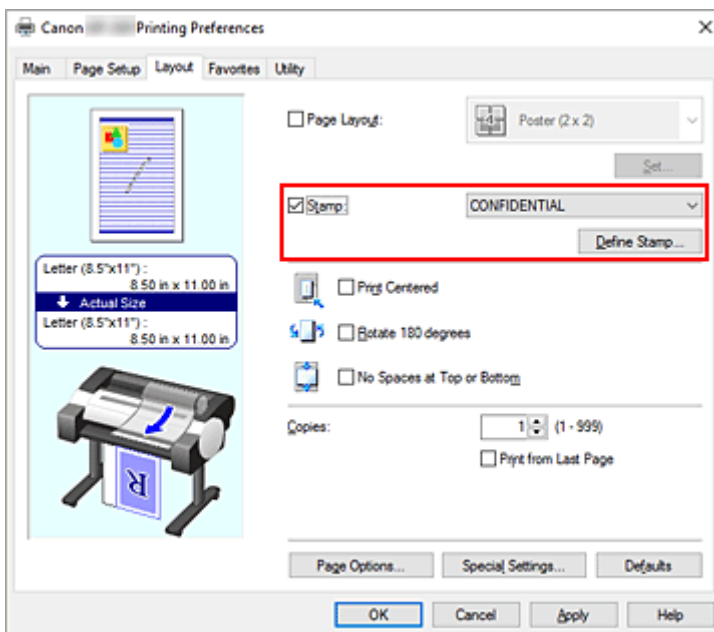 Canon Printing Preferences
Main Page Setup Layout Favorites Utility
Page Layout: Poster (2 x 2)
Set...
Stamp: CONFIDENTIAL
Define Stamp...
Letter (8.5"x11") :
8.50 in x 11.00 in
Actual Size
Letter (8.5"x11") :
8.50 in x 11.00 in
Print Centered
Rotate 180 degrees
No Spaces at Top or Bottom
Copies: 1 (1 - 999)
Print from Last Page
R
Page Options... Special Settings... Defaults
OK Cancel Apply Help